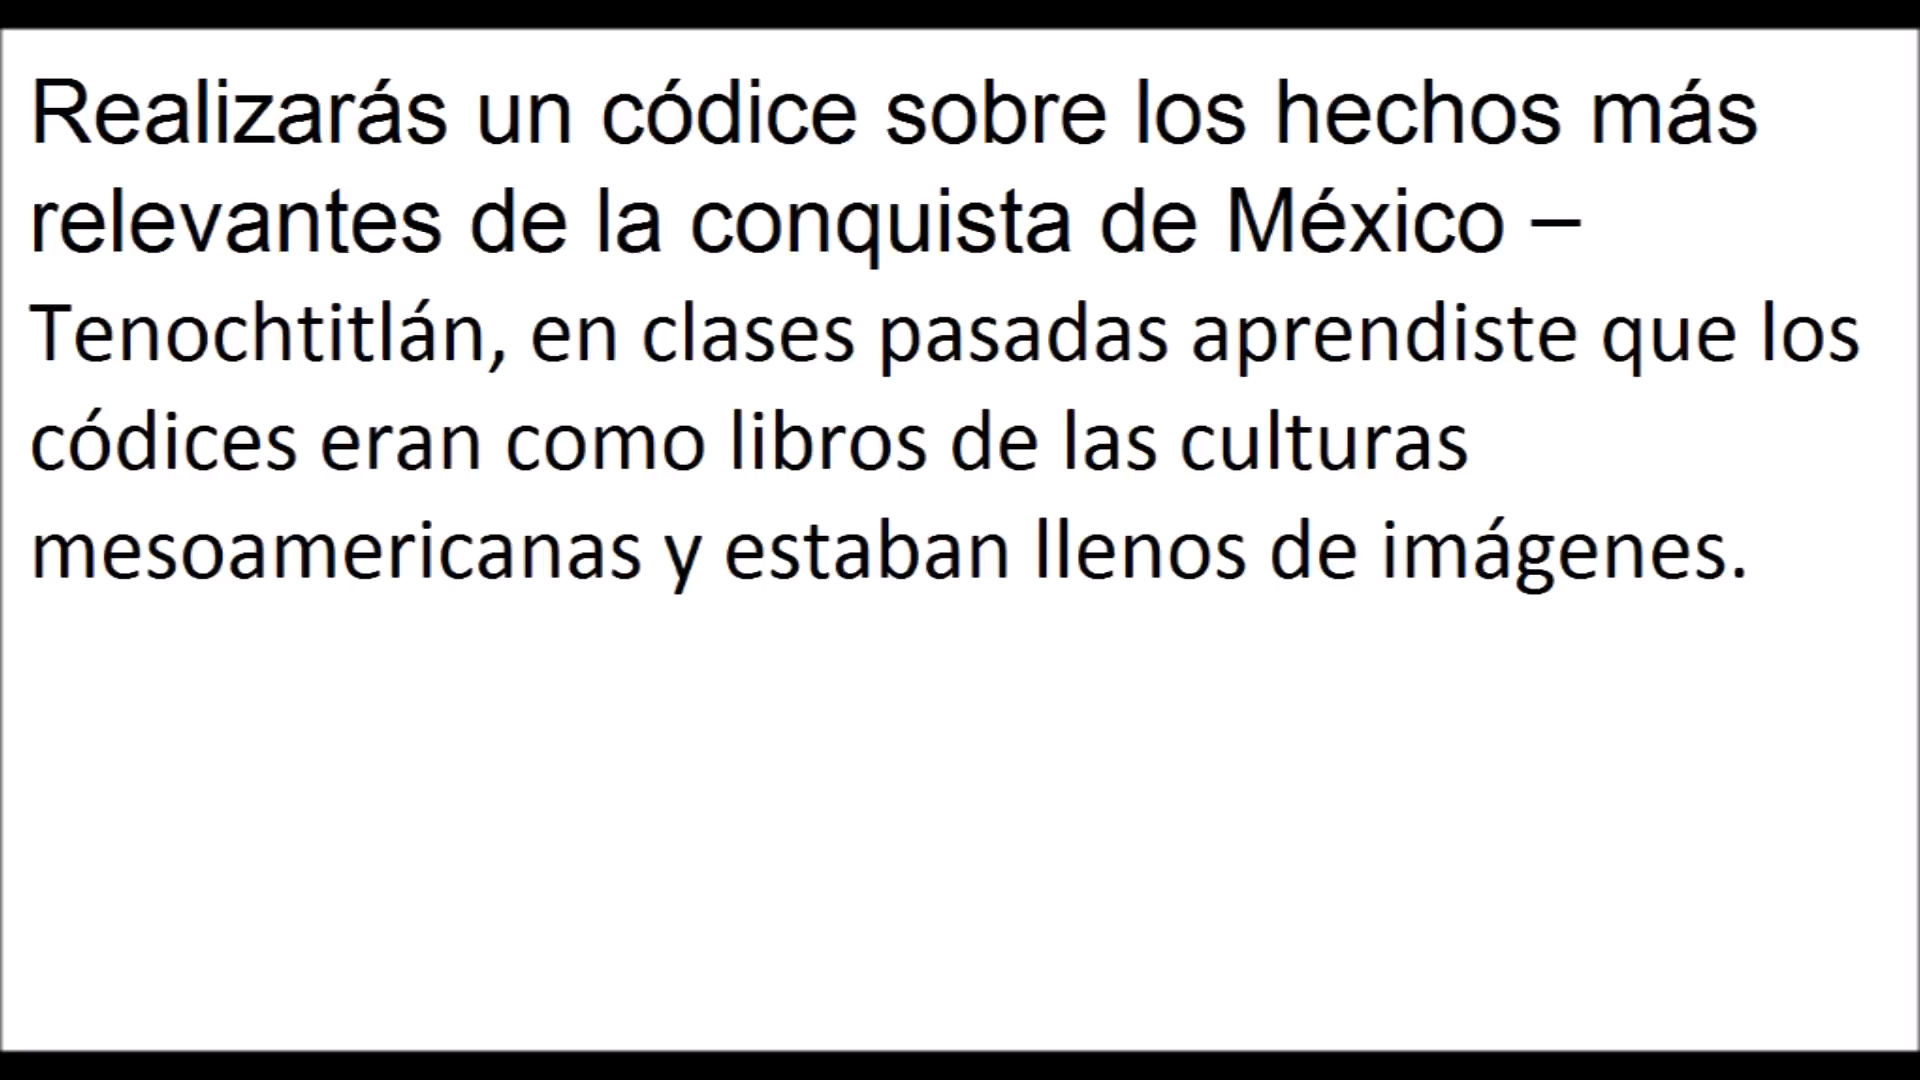 Realizarás un códice sobre los hechos más
relevantes de la conquista de México –
Tenochtitlán, en clases pasadas aprendiste que los
códices eran como libros de las culturas
mesoamericanas y estaban llenos de imágenes.